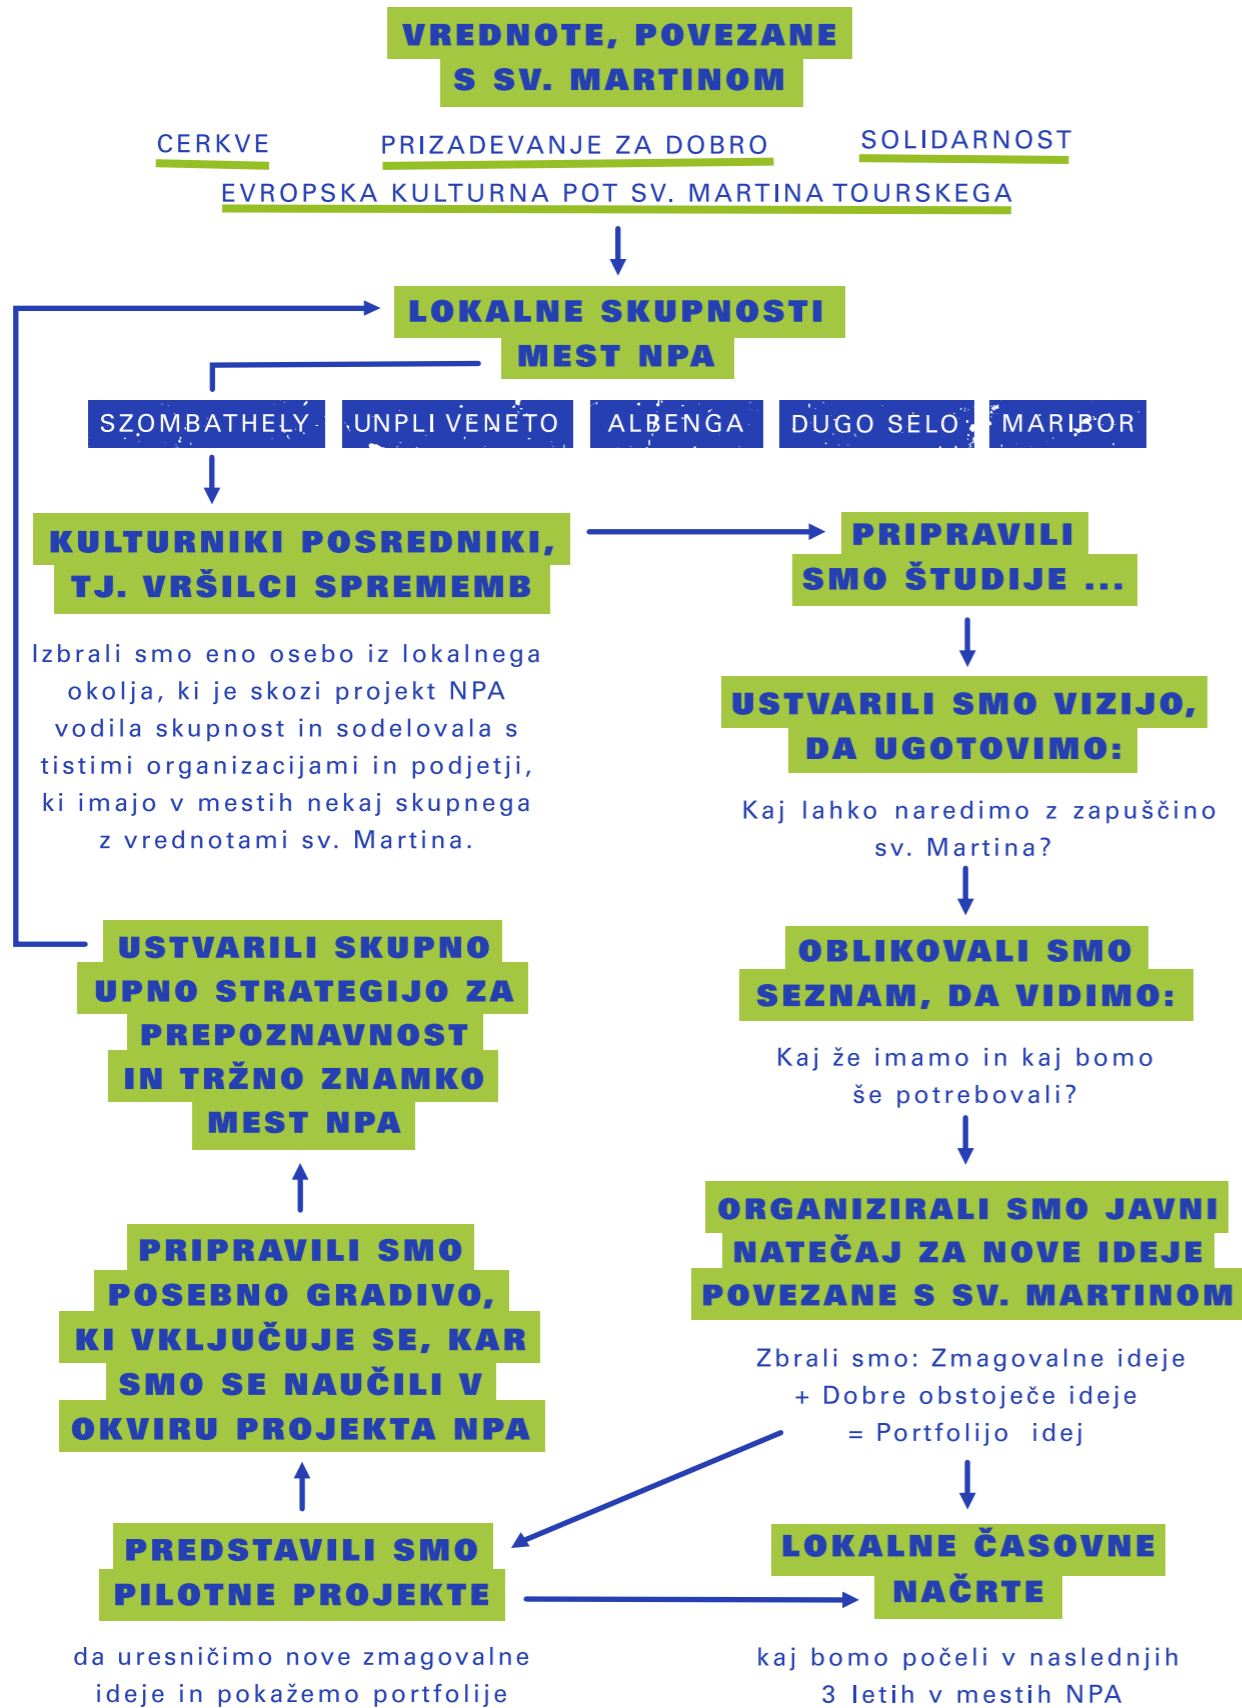 VREDNOTE, POVEZANE
S SV. MARTINOM
CERKVE
PRIZADEVANJE ZA DOBRO
SOLIDARNOST
EVROPSKA KULTURNA POT SV. MARTINA TOURSKEGA
LOKALNE SKUPNOSTI
MEST NPA
SZOMBATHELY
UNPLI VENETO
ALBENGA
DUGO SELO
MARIBOR
KULTURNIKI POSREDNIKI,
TJ. VRŠILCI SPREMEMB
Izbrali smo eno osebo iz lokalnega
okolja, ki je skozi projekt NPA
vodila skupnost in sodelovala s
tistimi organizacijami in podjetji,
ki imajo v mestih nekaj skupnega
z vrednotami sv. Martina.
PRIPRAVILI
SMO ŠTUDIJE ...
USTVARILI SMO VIZIJO,
DA UGOTOVIMO:
Kaj lahko naredimo z zapuščino
sv. Martina?
OBLIKOVALI SMO
SEZNAM, DA VIDIMO:
Kaj že imamo in kaj bomo
še potrebovali?
ORGANIZIRALI SMO JAVNI
NATEČAJ ZA NOVE IDEJE
POVEZANE S SV. MARTINOM
Zbrali smo: Zmagovalne ideje
+ Dobre obstoječe ideje
= Portfolijo idej
LOKALNE ČASOVNE
NAČRTE
kaj bomo počeli v naslednjih
3 letih v mestih NPA
PREDSTAVILI SMO
PILOTNE PROJEKTE
da uresničimo nove zmagovalne
ideje in pokažemo portfolije
PRIPRAVILI SMO
POSEBNO GRADIVO,
KI VKLJUČUJE SE, KAR
SMO SE NAUČILI V
OKVIRU PROJEKTA NPA
USTVARILI SKUPNO
UPNO STRATEGIJO ZA
PREPOZNAVNOST
IN TRŽNO ZNAMKO
MEST NPA